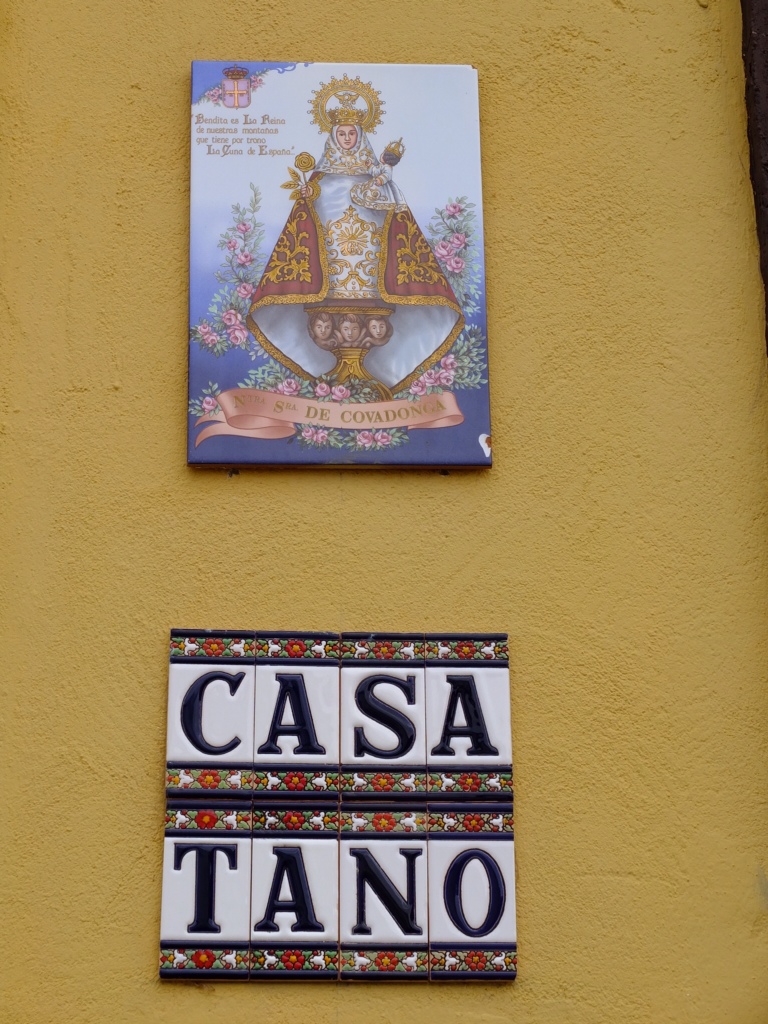 "Bendita es La Reina
de nuestras montañas
que tiene por trono
La Cuna de España".
NTRA. SRA. DE COVADONGA
CASA
TANO